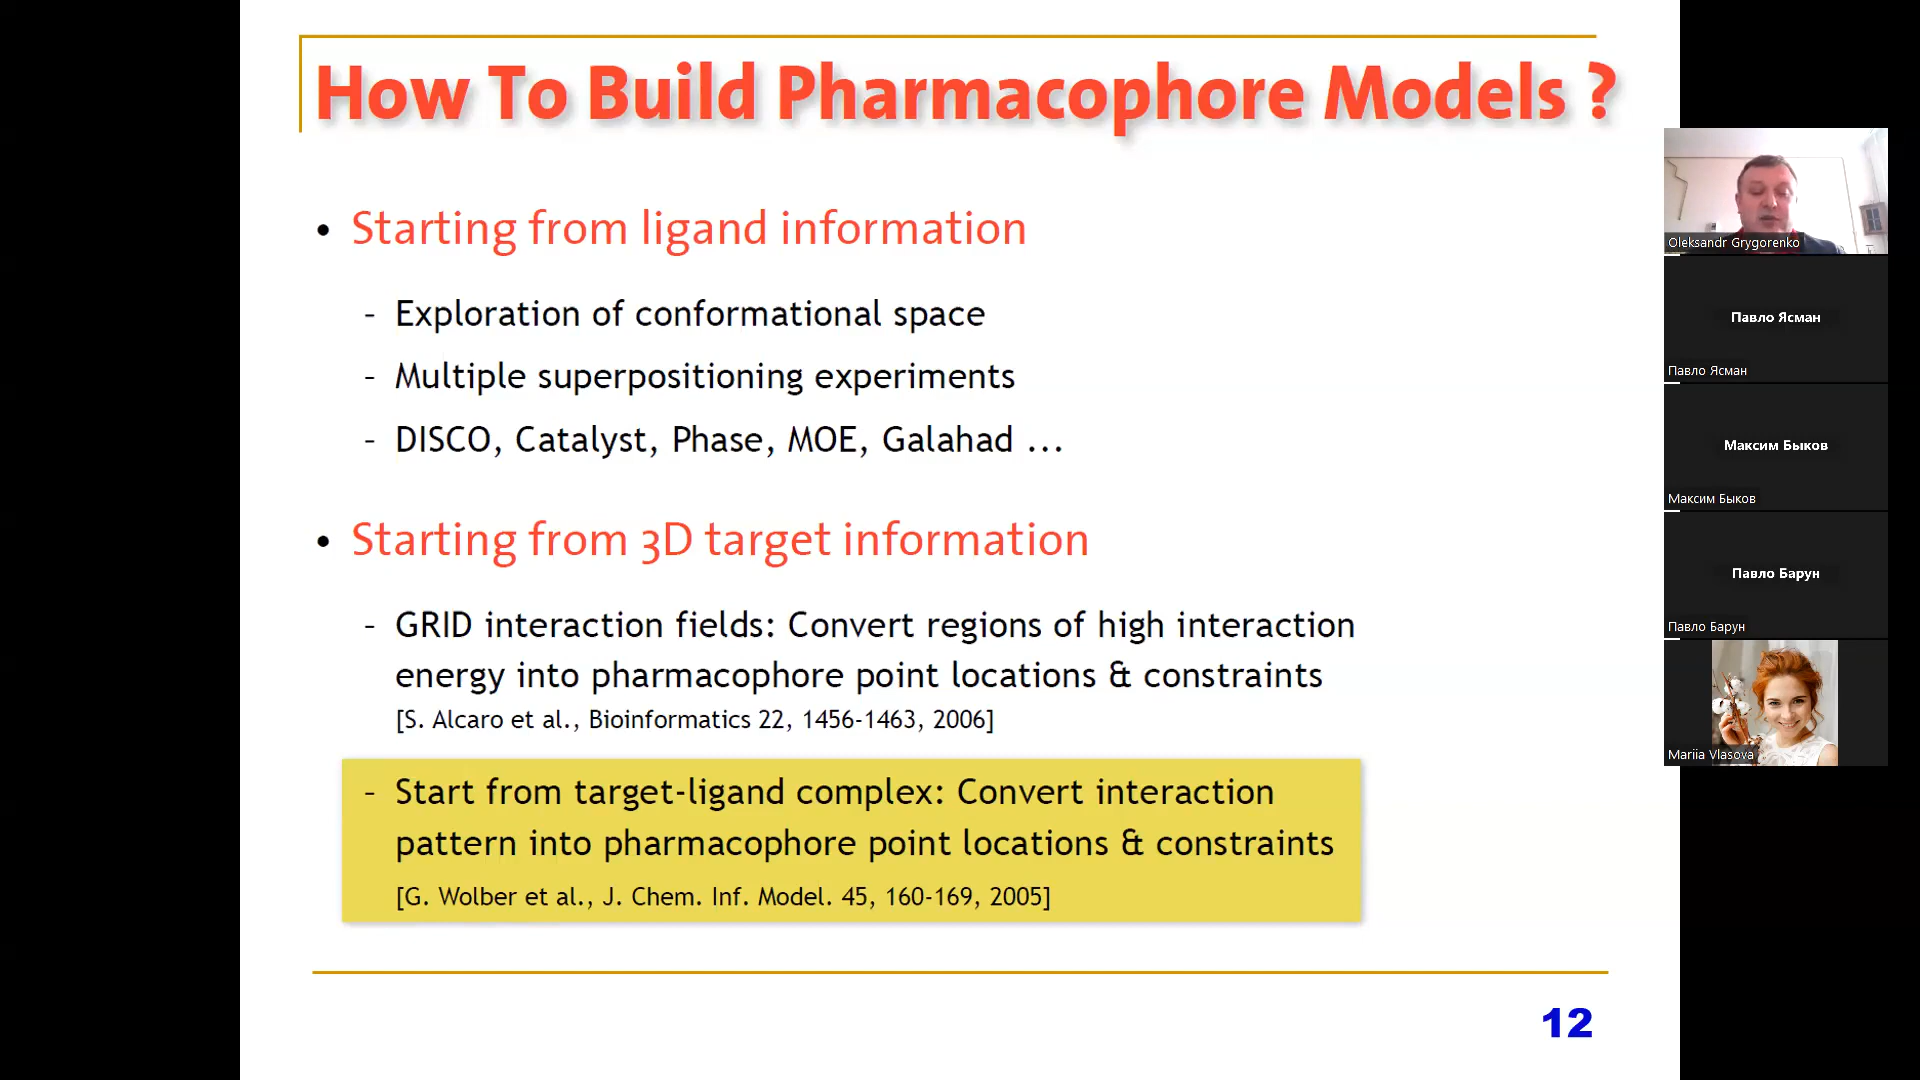 How To Build Pharmacophore Models ?
• Starting from ligand information
- Exploration of conformational space
- Multiple superpositioning experiments
- DISCO, Catalyst, Phase, MOE, Galahad ...
• Starting from 3D target information
- GRID interaction fields: Convert regions of high interaction
energy into pharmacophore point locations & constraints
[S. Alcaro et al., Bioinformatics 22, 1456-1463, 2006]
- Start from target-ligand complex: Convert interaction
pattern into pharmacophore point locations & constraints
[G. Wolber et al., J. Chem. Inf. Model. 45, 160-169, 2005]
12
Oleksandr Grygorenko
Павло Ясман
Павло Ясман
Максим Быков
Максим Быков
Павло Барун
Павло Барун
Mariia Vlasova